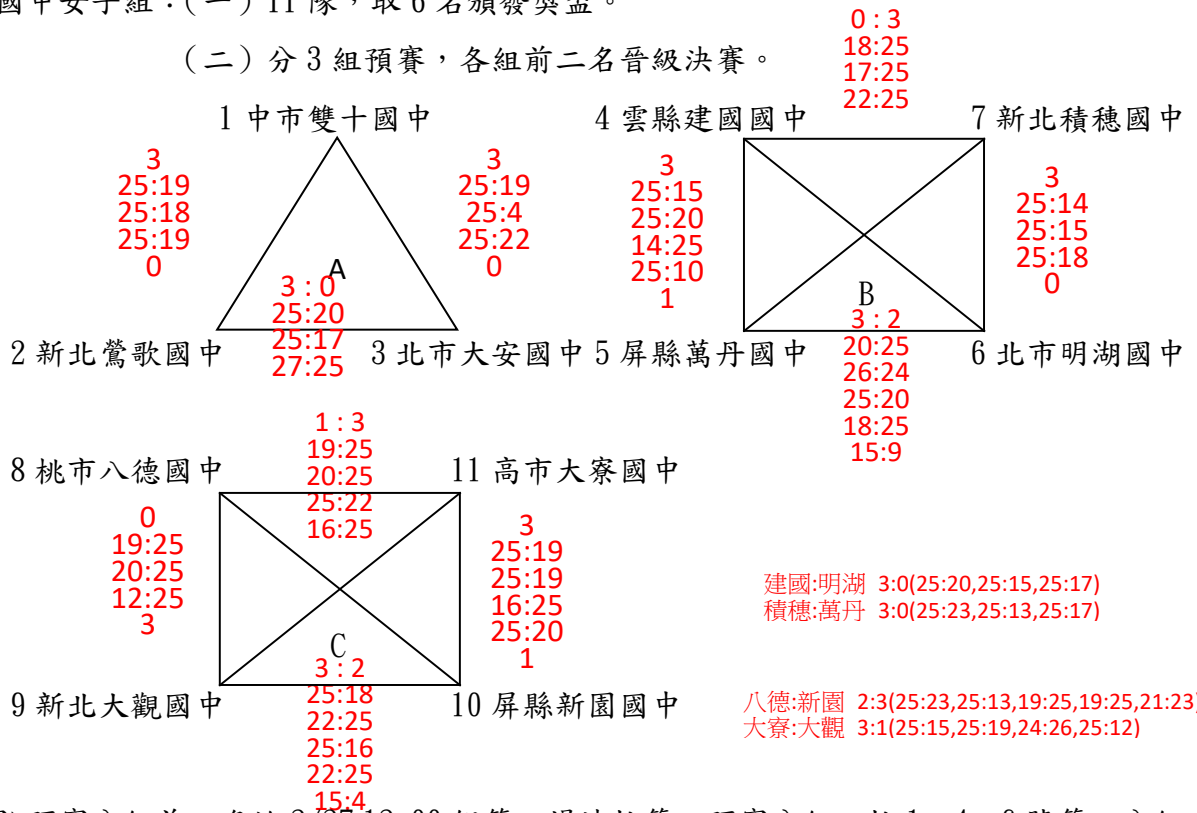 國中女子組：(一) 11 隊，取 6 名頒發獎盃。
(二) 分 3 組預賽，各組前二名晉級決賽。
0 : 3
18:25
17:25
22:25
1 中市雙十國中
4 雲縣建國國中
7 新北積穗國中
3
25:19
25:18
25:19
0
3
25:19
25:4
25:22
0
3
25:15
25:20
14:25
25:10
1
3
25:14
25:15
25:18
0
A
3 : 0
25:20
25:17
27:25
B
3 : 2
20:25
26:24
25:20
18:25
15:9
2 新北鶯歌國中
3 北市大安國中
5 屏縣萬丹國中
6 北市明湖國中
1 : 3
19:25
20:25
25:22
16:25
8 桃市八德國中
11 高市大寮國中
0
19:25
20:25
12:25
3
3
25:19
25:19
16:25
25:20
1
建國:明湖 3:0(25:20,25:15,25:17)
積穗:萬丹 3:0(25:23,25:13,25:17)
C
3 : 2
25:18
22:25
25:16
22:25
15:4
9 新北大觀國中
10 屏縣新園國中
八德:新園 2:3(25:23,25:13,19:25,19:25,21:23)
大寮:大觀 3:1(25:15,25:19,24:26,25:12)